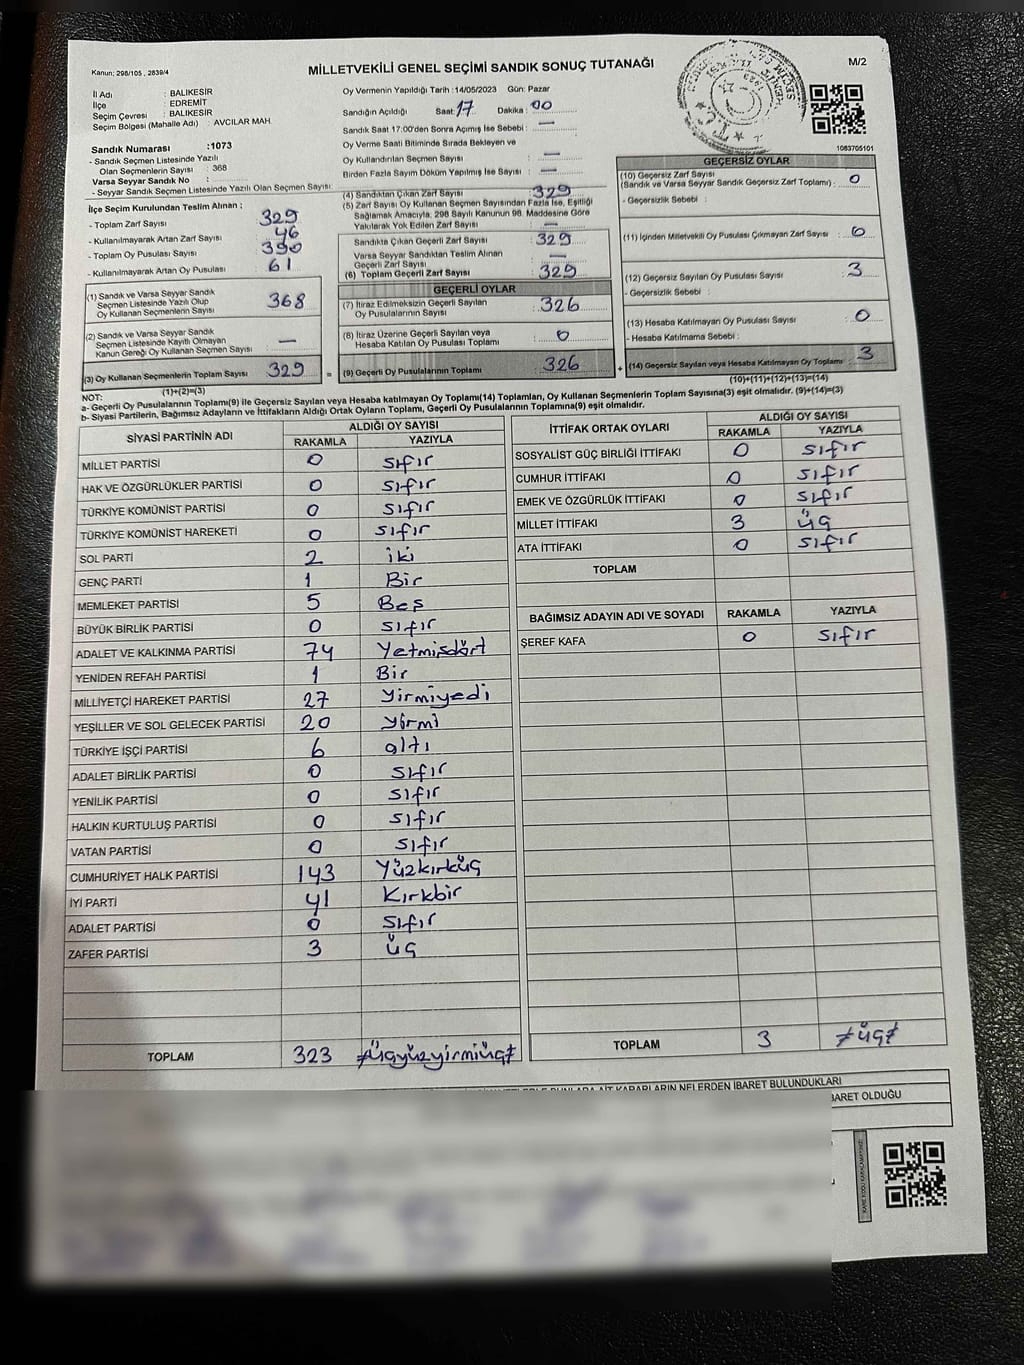 Kanun: 298/105 , 2839/4
MİLLETVEKİLİ GENEL SEÇİMİ SANDIK SONUÇ TUTANAĞI
M/2
İl Adı : BALIKESİR
İlçe : EDREMİT
Seçim Çevresi : BALIKESİR
Seçim Bölgesi (Mahalle Adı) : AVCILAR MAH.
Sandık Numarası :1073
- Sandık Seçmen Listesinde Yazılı
Olan Seçmenlerin Sayısı : 368
Varsa Seyyar Sandık No :
- Seyyar Sandık Seçmen Listesinde Yazılı Olan Seçmen Sayısı:
İlçe Seçim Kurulundan Teslim Alınan ;
- Toplam Zarf Sayısı : 329
- Kullanılmayarak Artan Zarf Sayısı : 46
- Toplam Oy Pusulası Sayısı : 390
- Kullanılmayarak Artan Oy Pusulası : 61
(1) Sandık ve Varsa Seyyar Sandık
Seçmen Listesinde Yazılı Olup
Oy Kullanan Seçmenlerin Sayısı : 368
(2) Sandık ve Varsa Seyyar Sandık
Seçmen Listesinde Kayıtlı Olmayan
Kanun Gereği Oy Kullanan Seçmen Sayısı : —
(3) Oy Kullanan Seçmenlerin Toplam Sayısı : 329
(1)+(2)=(3)
Oy Vermenin Yapıldığı Tarih :14/05/2023 Gün: Pazar
Sandığın Açıldığı Saat: 17 Dakika : 00
Sandık Saat 17:00'den Sonra Açımış İse Sebebi : —
Oy Verme Saati Bitiminde Sırada Bekleyen ve
Oy Kullandırılan Seçmen Sayısı : —
Birden Fazla Sayım Döküm Yapılmış İse Sayısı : —
(4) Sandıktan Çıkan Zarf Sayısı : 329
(5) Zarf Sayısı Oy Kullanan Seçmen Sayısından Fazla İse, Eşitliği
Sağlamak Amacıyla, 298 Sayılı Kanunun 98. Maddesine Göre
Yakılarak Yok Edilen Zarf Sayısı :
Sandıkta Çıkan Geçerli Zarf Sayısı : 329
Varsa Seyyar Sandıktan Teslim Alınan
Geçerli Zarf Sayısı : —
(6) Toplam Geçerli Zarf Sayısı : 329
GEÇERLİ OYLAR
(7) İtiraz Edilmeksizin Geçerli Sayılan
Oy Pusulalarının Sayısı : 326
(8) İtiraz Üzerine Geçerli Sayılan veya
Hesaba Katılan Oy Pusulası Toplamı : 0
= (9) Geçerli Oy Pusulalarının Toplamı : 326
1083705101
GEÇERSİZ OYLAR
(10) Geçersiz Zarf Sayısı
(Sandık ve Varsa Seyyar Sandık Geçersiz Zarf Toplamı) : 0
- Geçersizlik Sebebi :
(11) İçinden Milletvekili Oy Pusulası Çıkmayan Zarf Sayısı : 0
(12) Geçersiz Sayılan Oy Pusulası Sayısı : 3
- Geçersizlik Sebebi :
(13) Hesaba Katılmayan Oy Pusulası Sayısı : 0
- Hesaba Katılmama Sebebi :
+ (14) Geçersiz Sayılan veya Hesaba Katılmayan Oy Toplamı : 3
(10)+(11)+(12)+(13)=(14)
NOT:
a- Geçerli Oy Pusulalarının Toplamı(9) ile Geçersiz Sayılan veya Hesaba katılmayan Oy Toplamı(14) Toplamları, Oy Kullanan Seçmenlerin Toplam Sayısına(3) eşit olmalıdır. (9)+(14)=(3)
b- Siyasi Partilerin, Bağımsız Adayların ve İttifakların Aldığı Ortak Oyların Toplamı, Geçerli Oy Pusulalarının Toplamına(9) eşit olmalıdır.
SİYASİ PARTİNİN ADI
ALDIĞI OY SAYISI
RAKAMLA YAZIYLA
MİLLET PARTİSİ 0 sıfır
HAK VE ÖZGÜRLÜKLER PARTİSİ 0 sıfır
TÜRKİYE KOMÜNİST PARTİSİ 0 sıfır
TÜRKİYE KOMÜNİST HAREKETİ 0 sıfır
SOL PARTİ 2 iki
GENÇ PARTİ 1 Bir
MEMLEKET PARTİSİ 5 Beş
BÜYÜK BİRLİK PARTİSİ 0 sıfır
ADALET VE KALKINMA PARTİSİ 74 Yetmişdört
YENİDEN REFAH PARTİSİ 1 Bir
MİLLİYETÇİ HAREKET PARTİSİ 27 Yirmiyedi
YEŞİLLER VE SOL GELECEK PARTİSİ 20 yirmi
TÜRKİYE İŞÇİ PARTİSİ 6 altı
ADALET BİRLİK PARTİSİ 0 sıfır
YENİLİK PARTİSİ 0 sıfır
HALKIN KURTULUŞ PARTİSİ 0 sıfır
VATAN PARTİSİ 0 sıfır
CUMHURİYET HALK PARTİSİ 143 Yüzkırküç
İYİ PARTİ 41 Kırkbir
ADALET PARTİSİ 0 sıfır
ZAFER PARTİSİ 3 üç
TOPLAM 323 ≠üçyüzyirmiüç≠
İTTİFAK ORTAK OYLARI
ALDIĞI OY SAYISI
RAKAMLA YAZIYLA
SOSYALİST GÜÇ BİRLİĞİ İTTİFAKI 0 sıfır
CUMHUR İTTİFAKI 0 sıfır
EMEK VE ÖZGÜRLÜK İTTİFAKI 0 sıfır
MİLLET İTTİFAKI 3 üç
ATA İTTİFAKI 0 sıfır
TOPLAM
BAĞIMSIZ ADAYIN ADI VE SOYADI RAKAMLA YAZIYLA
ŞEREF KAFA 0 sıfır
TOPLAM 3 ≠üç≠
KARARLARIN NELERDEN İBARET BULUNDUKLARI
İBARET OLDUĞU